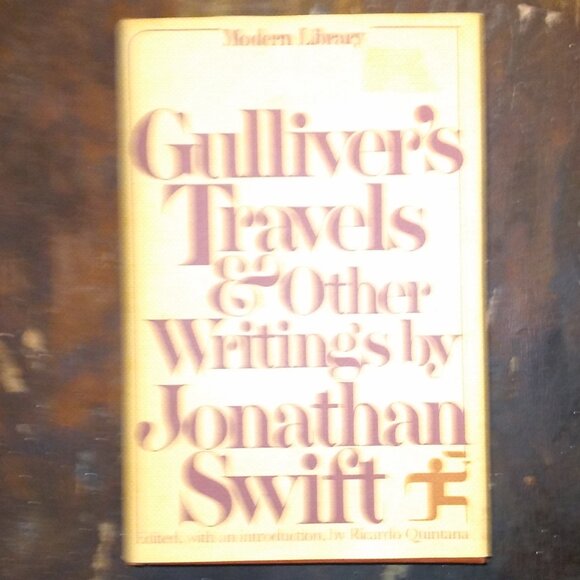 Modern Library
Gulliver's
Travels
& Other
Writings by
Jonathan
Swift
Edited, with an introduction, by Ricardo Quintana